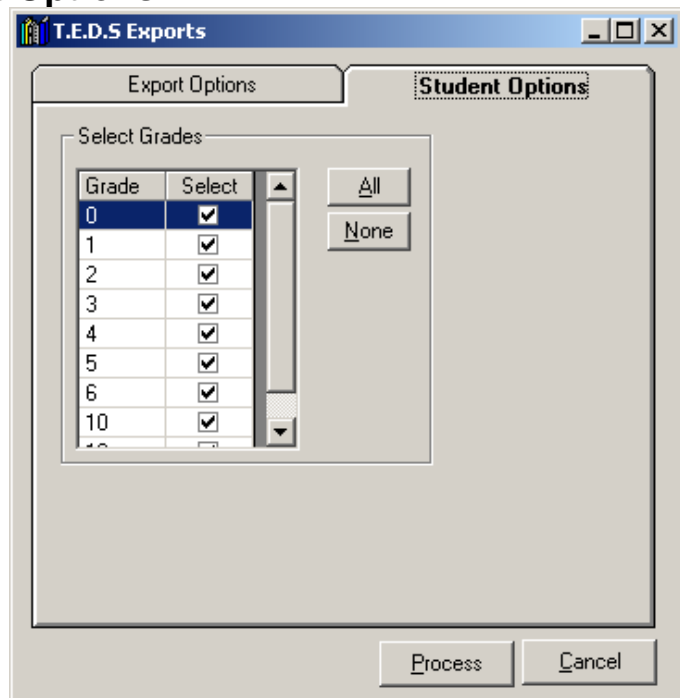 T.E.D.S Exports
Export Options
Student Options
Select Grades
Grade Select
All
0
None
1
2
3
4
5
6
10
Process Cancel